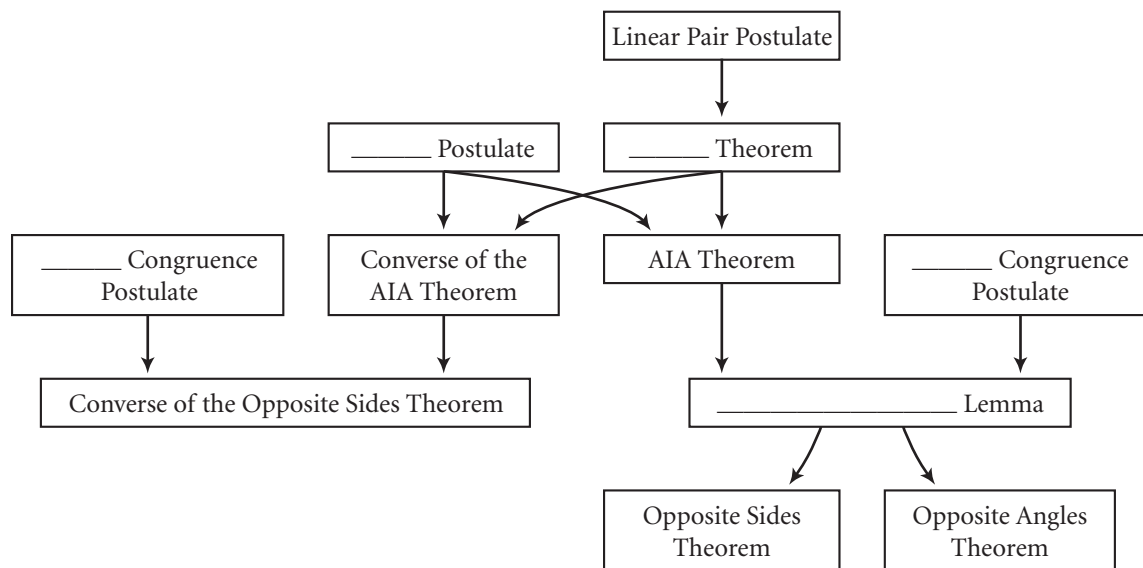 Linear Pair Postulate
______ Postulate
______ Theorem
______ Congruence
Postulate
Converse of the
AIA Theorem
AIA Theorem
______ Congruence
Postulate
Converse of the Opposite Sides Theorem
__________________ Lemma
Opposite Sides
Theorem
Opposite Angles
Theorem